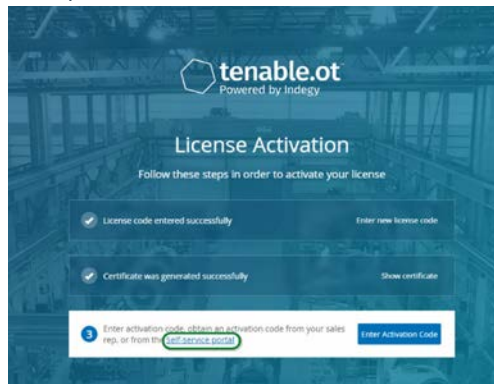 tenable.ot
Powered by Indegy
License Activation
Follow these steps in order to activate your license
License code entered successfully
Enter new license code
Certificate was generated successfully
Show certificate
3
Enter activation code, obtain an activation code from your sales
rep. or from the Self-service portal
Enter Activation Code